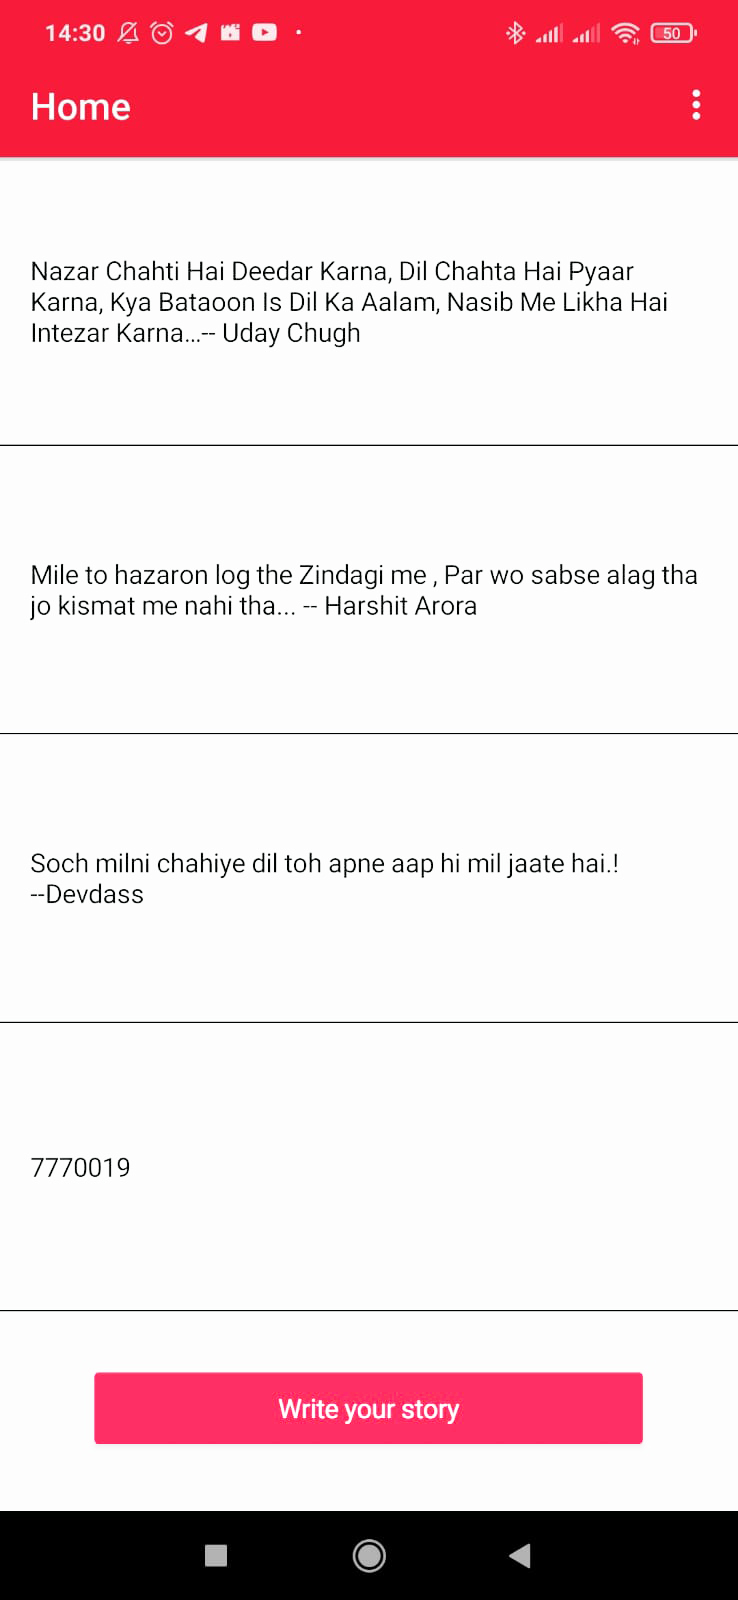 14:30
50
Home
Nazar Chahti Hai Deedar Karna, Dil Chahta Hai Pyaar
Karna, Kya Bataoon Is Dil Ka Aalam, Nasib Me Likha Hai
Intezar Karna...-- Uday Chugh
Mile to hazaron log the Zindagi me , Par wo sabse alag tha
jo kismat me nahi tha... -- Harshit Arora
Soch milni chahiye dil toh apne aap hi mil jaate hai.!
--Devdass
7770019
Write your story